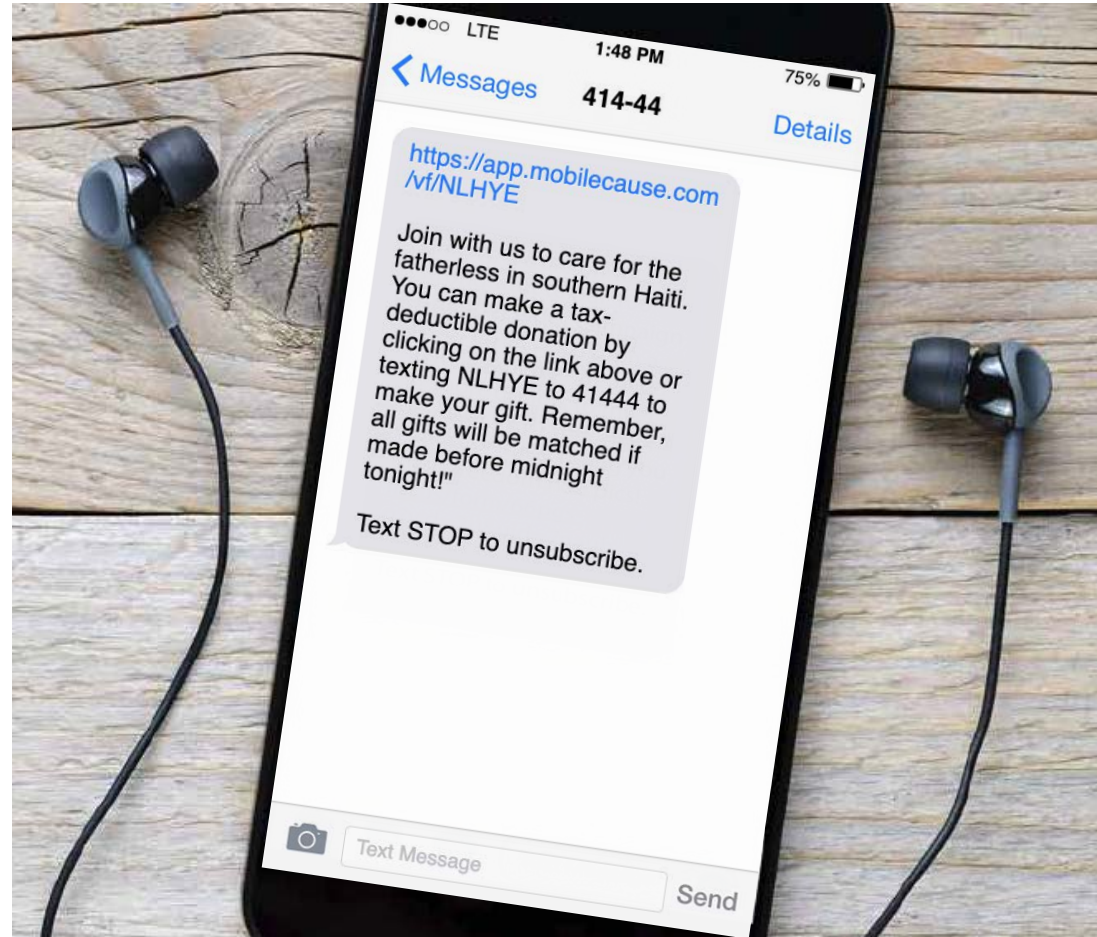 LTE 1:48 PM 75%
Messages 414-44 Details
https://app.mobilecause.com
/vf/NLHYE
Join with us to care for the
fatherless in southern Haiti.
You can make a tax-
deductible donation by
clicking on the link above or
texting NLHYE to 41444 to
make your gift. Remember,
all gifts will be matched if
made before midnight
tonight!"
Text STOP to unsubscribe.
Text Message Send